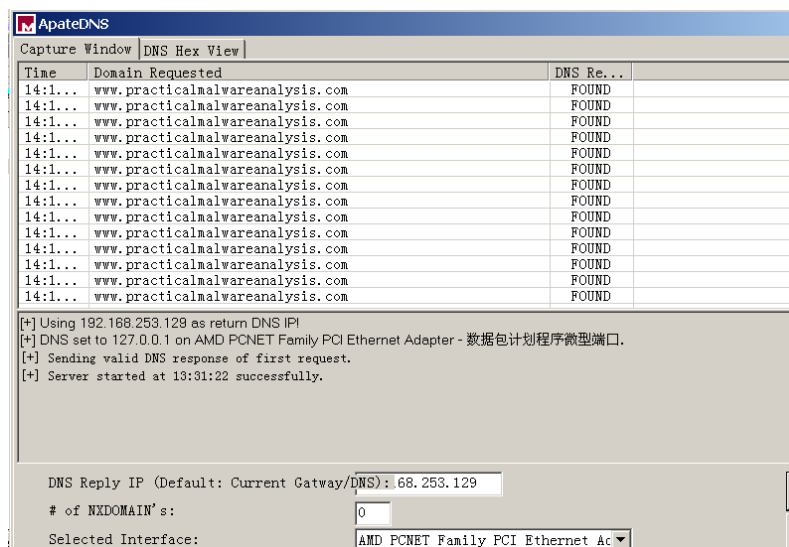 ApateDNS
Capture Window DNS Hex View
Time Domain Requested DNS Re...
14:1... www.practicalmalwareanalysis.com FOUND
14:1... www.practicalmalwareanalysis.com FOUND
14:1... www.practicalmalwareanalysis.com FOUND
14:1... www.practicalmalwareanalysis.com FOUND
14:1... www.practicalmalwareanalysis.com FOUND
14:1... www.practicalmalwareanalysis.com FOUND
14:1... www.practicalmalwareanalysis.com FOUND
14:1... www.practicalmalwareanalysis.com FOUND
14:1... www.practicalmalwareanalysis.com FOUND
14:1... www.practicalmalwareanalysis.com FOUND
14:1... www.practicalmalwareanalysis.com FOUND
14:1... www.practicalmalwareanalysis.com FOUND
14:1... www.practicalmalwareanalysis.com FOUND
14:1... www.practicalmalwareanalysis.com FOUND
[+] Using 192.168.253.129 as return DNS IP!
[+] DNS set to 127.0.0.1 on AMD PCNET Family PCI Ethernet Adapter - 数据包计划程序微型端口.
[+] Sending valid DNS response of first request.
[+] Server started at 13:31:22 successfully.
DNS Reply IP (Default: Current Gatway/DNS): .68.253.129
# of NXDOMAIN's: 0
Selected Interface: AMD PCNET Family PCI Ethernet Ad